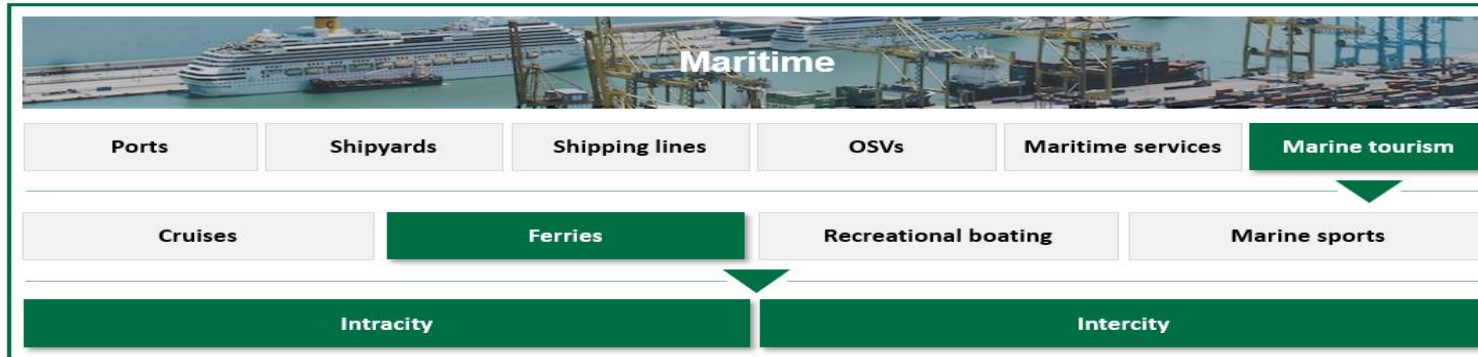 Maritime
Ports Shipyards Shipping lines OSVs Maritime services Marine tourism
Cruises Ferries Recreational boating Marine sports
Intracity Intercity